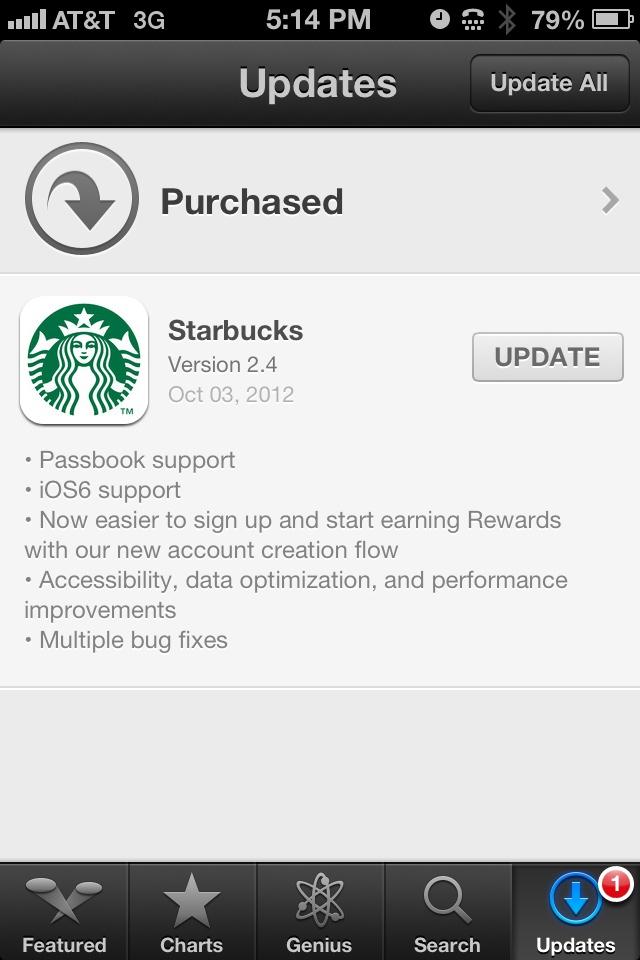 AT&T 3G 5:14 PM 79%
Updates Update All
Purchased
Starbucks
Version 2.4
Oct 03, 2012
UPDATE
TM
• Passbook support
• iOS6 support
• Now easier to sign up and start earning Rewards
with our new account creation flow
• Accessibility, data optimization, and performance
improvements
• Multiple bug fixes
1
Featured Charts Genius Search Updates